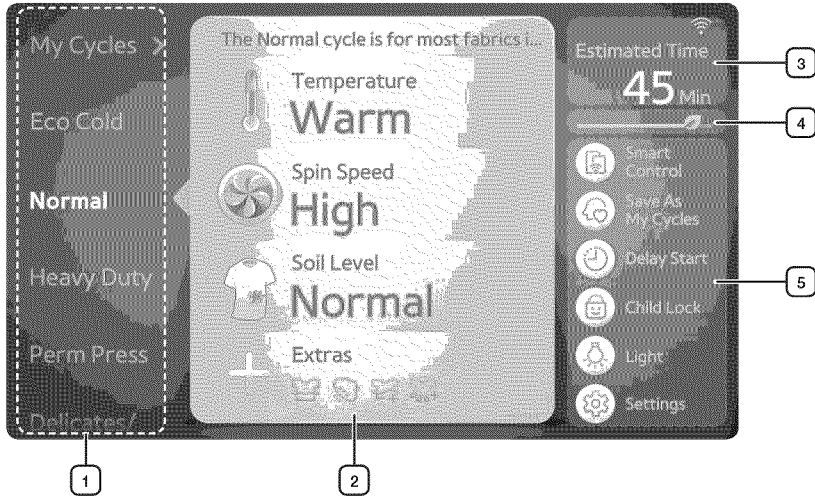 My Cycles
Eco Cold
Normal
Heavy Duty
Perm Press
Delicates/
The Normal cycle is for most fabrics i...
Temperature
Warm
Spin Speed
High
Soil Level
Normal
Extras
Estimated Time
45 Min
Smart
Control
Save As
My Cycles
Delay Start
Child Lock
Light
Settings
1
2
3
4
5